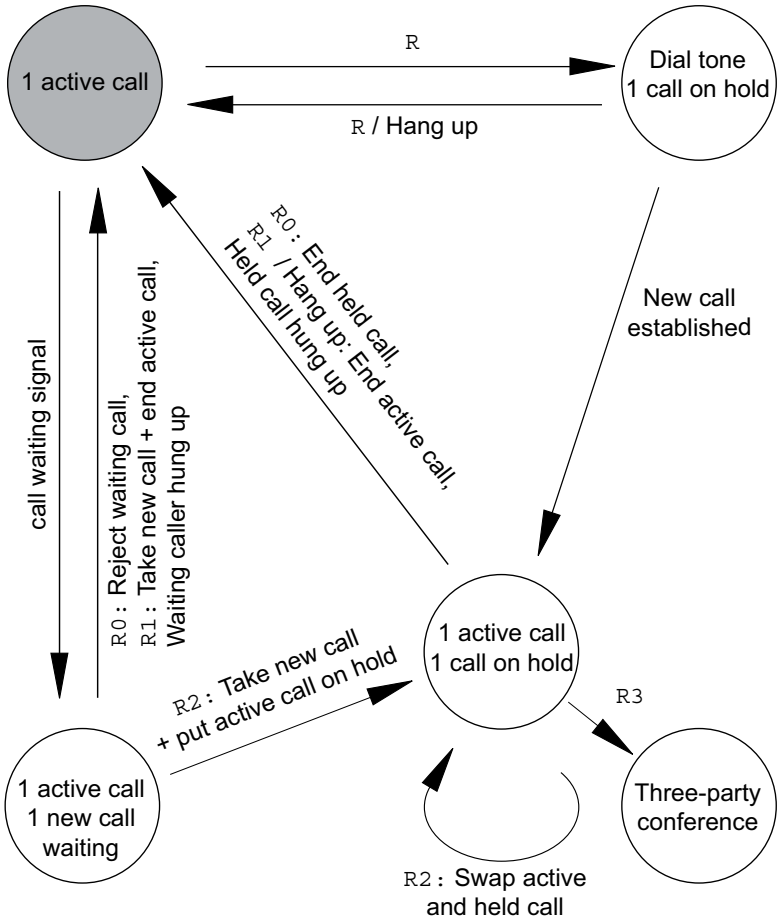 1 active call
R
Dial tone
1 call on hold
R / Hang up
R0: End held call,
R1 / Hang up: End active call,
Held call hung up
New call
established
call waiting signal
R0: Reject waiting call,
R1: Take new call + end active call,
Waiting caller hung up
R2: Take new call
+ put active call on hold
1 active call
1 call on hold
R3
1 active call
1 new call
waiting
Three-party
conference
R2: Swap active
and held call